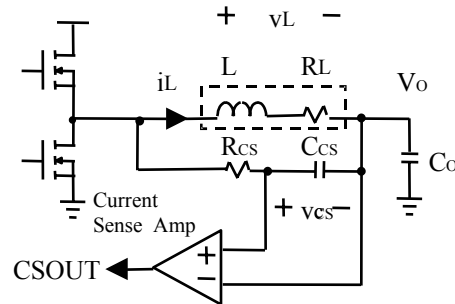 + vL −
iL L RL VO
RCS CCS CO
Current
Sense Amp
+ vcs −
+
−
CSOUT